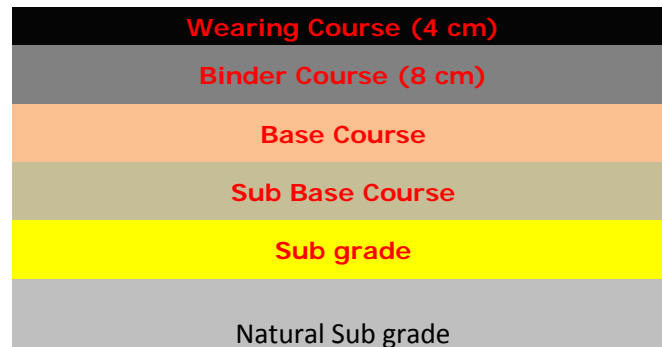 Wearing Course (4 cm)
Binder Course (8 cm)
Base Course
Sub Base Course
Sub grade
Natural Sub grade